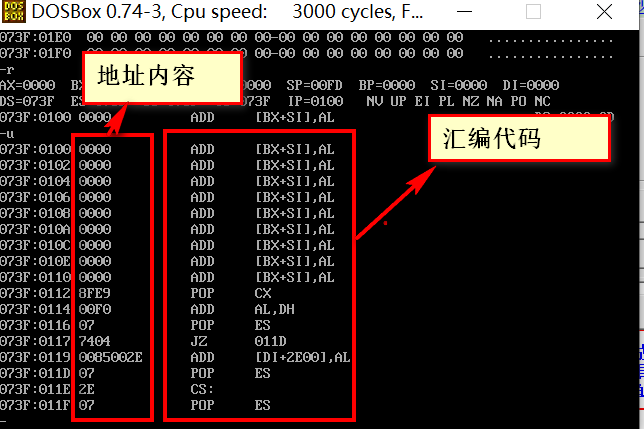 DOSBox 0.74-3, Cpu speed: 3000 cycles, F...
073F:01E0 00 00 00 00 00 00 00 00-00 00 00 00 00 00 00 00 ................
073F:01F0 00 00 00 00 00 00 00 00-00 00 00 00 00 00 00 00 ................
-r
AX=0000 SP=00FD BP=0000 SI=0000 DI=0000
DS=073F IP=0100 NV UP EI PL NZ NA PO NC
073F:0100 0000 ADD [BX+SI],AL
-u
073F:0100 0000 ADD [BX+SI],AL
073F:0102 0000 ADD [BX+SI],AL
073F:0104 0000 ADD [BX+SI],AL
073F:0106 0000 ADD [BX+SI],AL
073F:0108 0000 ADD [BX+SI],AL
073F:010A 0000 ADD [BX+SI],AL
073F:010C 0000 ADD [BX+SI],AL
073F:010E 0000 ADD [BX+SI],AL
073F:0110 0000 ADD [BX+SI],AL
073F:0112 8FE9 POP CX
073F:0114 00F0 ADD AL,DH
073F:0116 07 POP ES
073F:0117 7404 JZ 011D
073F:0119 0085002E ADD [DI+2E00],AL
073F:011D 07 POP ES
073F:011E 2E CS:
073F:011F 07 POP ES
-
地址内容
汇编代码